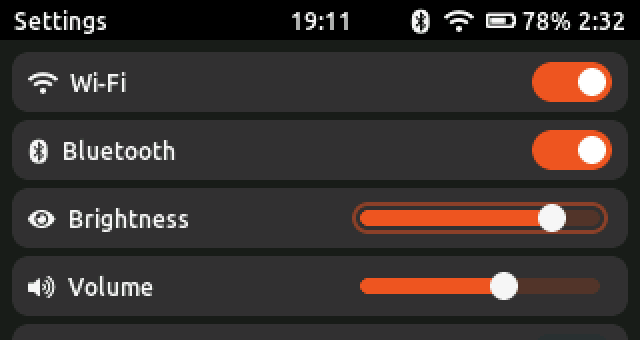 Settings 19:11 78% 2:32
Wi-Fi
Bluetooth
Brightness
Volume